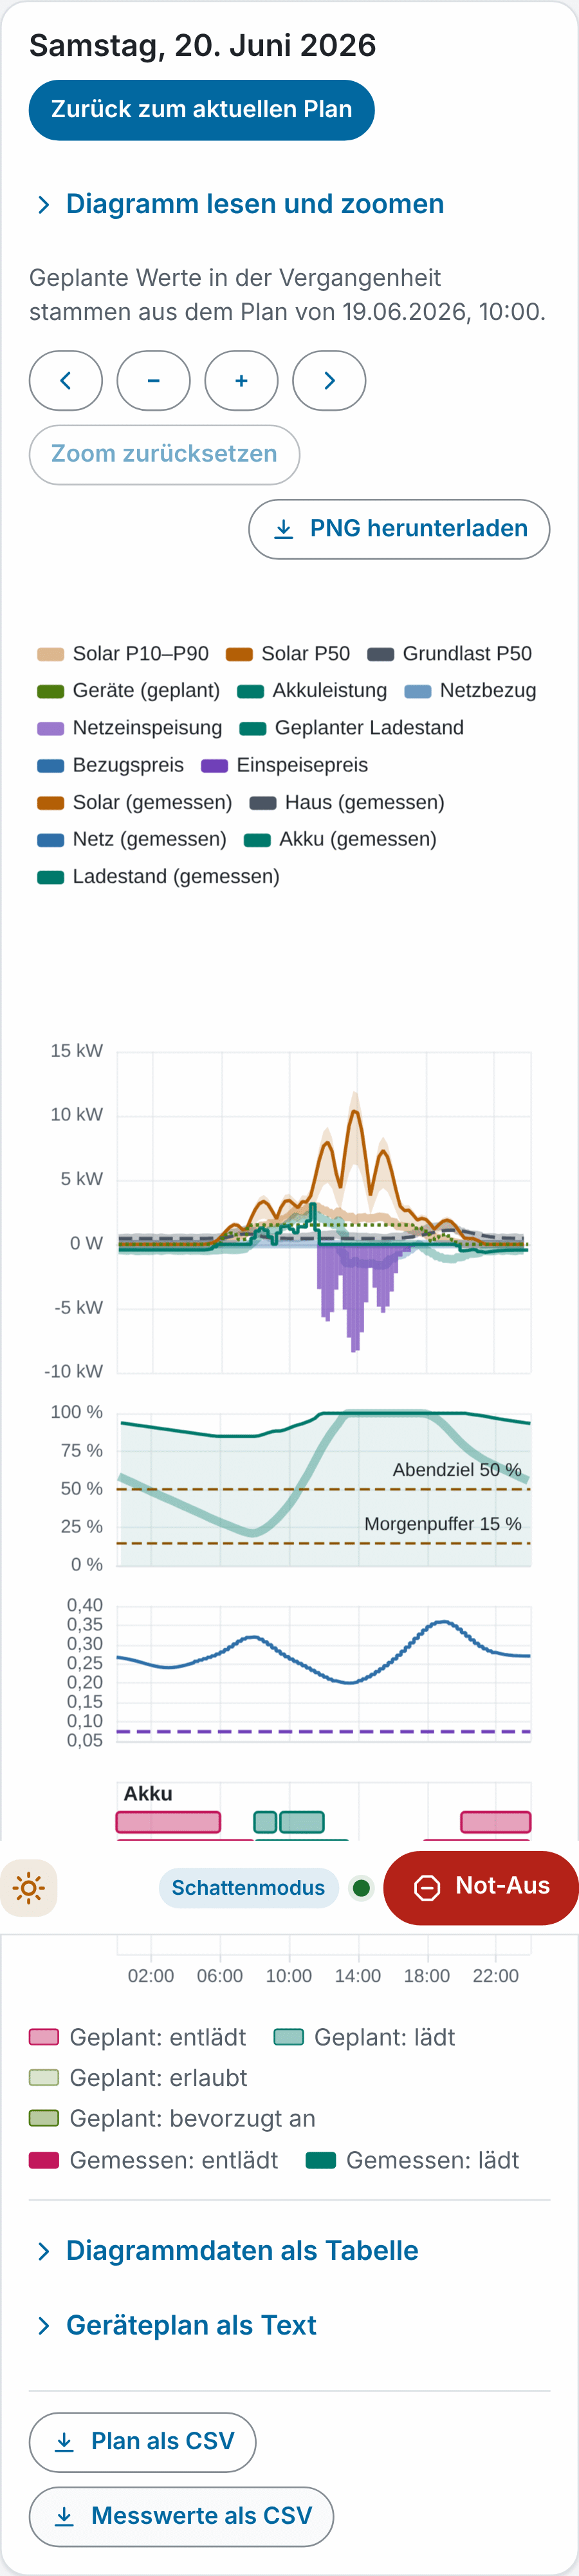 Samstag, 20. Juni 2026
Zurück zum aktuellen Plan
Diagramm lesen und zoomen
Geplante Werte in der Vergangenheit
stammen aus dem Plan von 19.06.2026, 10:00.
Zoom zurücksetzen
PNG herunterladen
Solar P10–P90 Solar P50 Grundlast P50
Geräte (geplant) Akkuleistung Netzbezug
Netzeinspeisung Geplanter Ladestand
Bezugspreis Einspeisepreis
Solar (gemessen) Haus (gemessen)
Netz (gemessen) Akku (gemessen)
Ladestand (gemessen)
15 kW
10 kW
5 kW
0 W
-5 kW
-10 kW
100 %
75 %
Abendziel 50 %
50 %
Morgenpuffer 15 %
25 %
0 %
0,40
0,35
0,30
0,25
0,20
0,15
0,10
0,05
Akku
Schattenmodus Not-Aus
02:00 06:00 10:00 14:00 18:00 22:00
Geplant: entlädt Geplant: lädt
Geplant: erlaubt
Geplant: bevorzugt an
Gemessen: entlädt Gemessen: lädt
Diagrammdaten als Tabelle
Geräteplan als Text
Plan als CSV
Messwerte als CSV